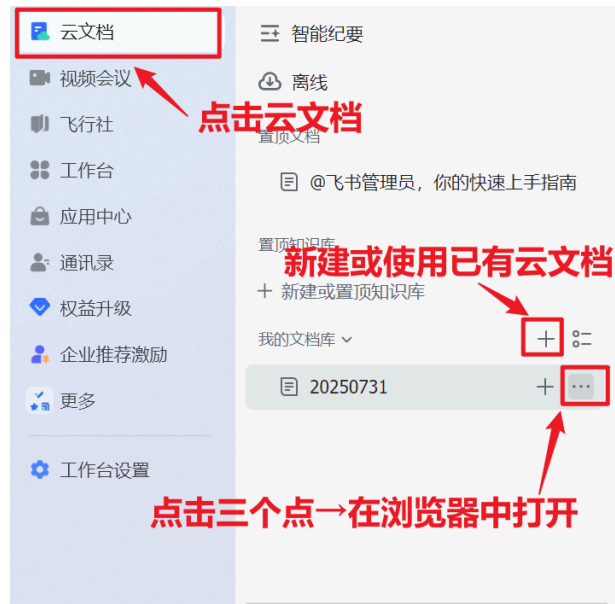 云文档
视频会议
飞行社
工作台
应用中心
通讯录
权益升级
企业推荐激励
更多
工作台设置
智能纪要
离线
点击云文档
置顶文档
@飞书管理员，你的快速上手指南
置顶知识库
新建或使用已有云文档
+ 新建或置顶知识库
我的文档库
20250731
点击三个点→在浏览器中打开